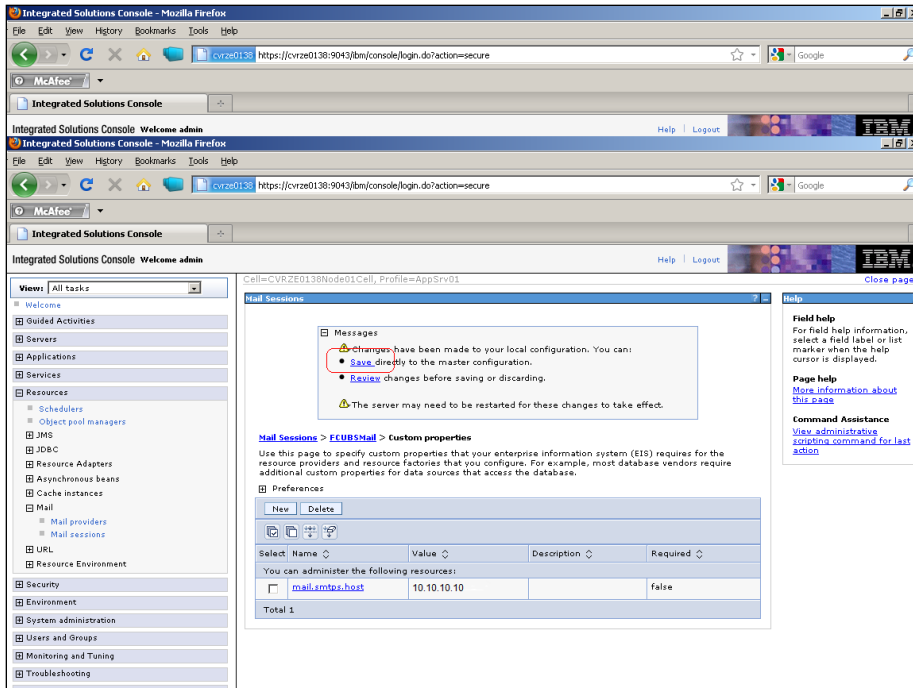 Integrated Solutions Console - Mozilla Firefox
File Edit View History Bookmarks Tools Help
cvrze0138 https://cvrze0138:9043/ibm/console/login.do?action=secure
Google
McAfee
Integrated Solutions Console
Integrated Solutions Console Welcome admin Help | Logout IBM
Integrated Solutions Console - Mozilla Firefox
File Edit View History Bookmarks Tools Help
cvrze0138 https://cvrze0138:9043/ibm/console/login.do?action=secure
Google
McAfee
Integrated Solutions Console
Integrated Solutions Console Welcome admin Help | Logout IBM
View: All tasks
Welcome
Guided Activities
Servers
Applications
Services
Resources
Schedulers
Object pool managers
JMS
JDBC
Resource Adapters
Asynchronous beans
Cache instances
Mail
Mail providers
Mail sessions
URL
Resource Environment
Security
Environment
System administration
Users and Groups
Monitoring and Tuning
Troubleshooting
Cell=CVRZE0138Node01Cell, Profile=AppSrv01
Close page
Mail Sessions ? -
Messages
Changes have been made to your local configuration. You can:
Save directly to the master configuration.
Review changes before saving or discarding.
The server may need to be restarted for these changes to take effect.
Mail Sessions > FCUBSMail > Custom properties
Use this page to specify custom properties that your enterprise information system (EIS) requires for the
resource providers and resource factories that you configure. For example, most database vendors require
additional custom properties for data sources that access the database.
Preferences
New Delete
Select Name Value Description Required
You can administer the following resources:
mail.smtps.host 10.10.10.10 false
Total 1
Help
Field help
For field help information,
select a field label or list
marker when the help
cursor is displayed.
Page help
More information about
this page
Command Assistance
View administrative
scripting command for last
action